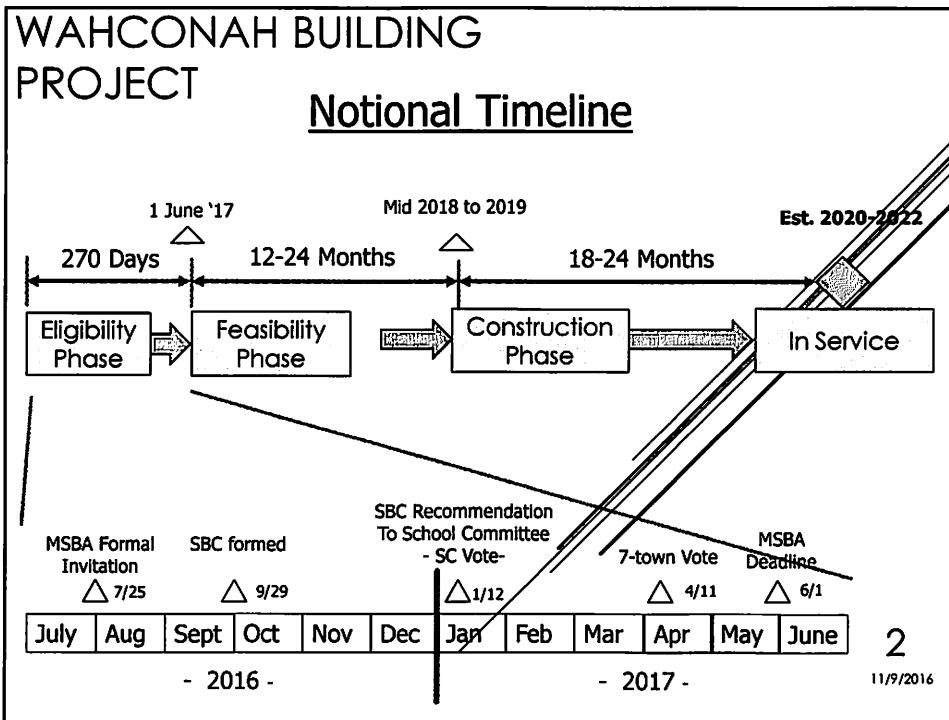 WAHCONAH BUILDING
PROJECT
Notional Timeline
1 June '17
Mid 2018 to 2019
Est. 2020-2022
270 Days
12-24 Months
18-24 Months
Eligibility
Phase
Feasibility
Phase
Construction
Phase
In Service
MSBA Formal
Invitation
7/25
SBC formed
9/29
SBC Recommendation
To School Committee
- SC Vote-
1/12
7-town Vote
4/11
MSBA
Deadline
6/1
July Aug Sept Oct Nov Dec Jan Feb Mar Apr May June
- 2016 -
- 2017 -
2
11/9/2016